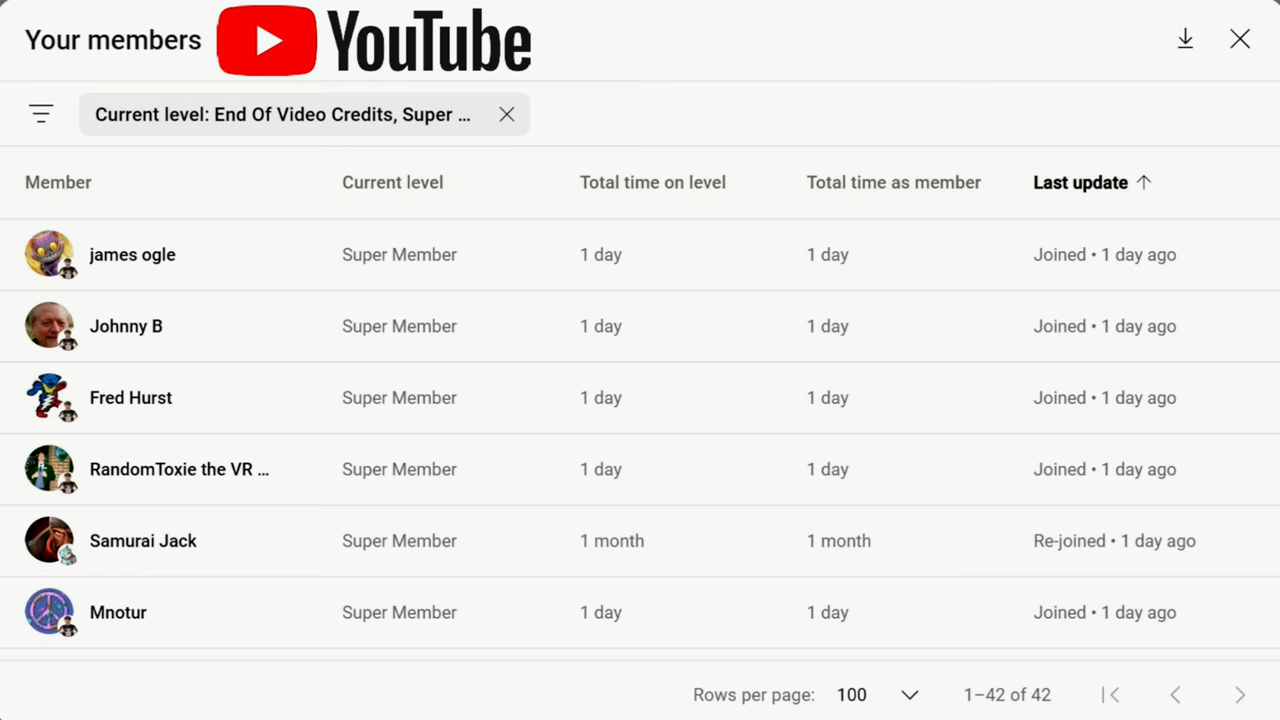 Your members YouTube
Current level: End Of Video Credits, Super ...
Member Current level Total time on level Total time as member Last update
james ogle Super Member 1 day 1 day Joined • 1 day ago
Johnny B Super Member 1 day 1 day Joined • 1 day ago
Fred Hurst Super Member 1 day 1 day Joined • 1 day ago
RandomToxie the VR ... Super Member 1 day 1 day Joined • 1 day ago
Samurai Jack Super Member 1 month 1 month Re-joined • 1 day ago
Mnotur Super Member 1 day 1 day Joined • 1 day ago
Rows per page: 100 1–42 of 42